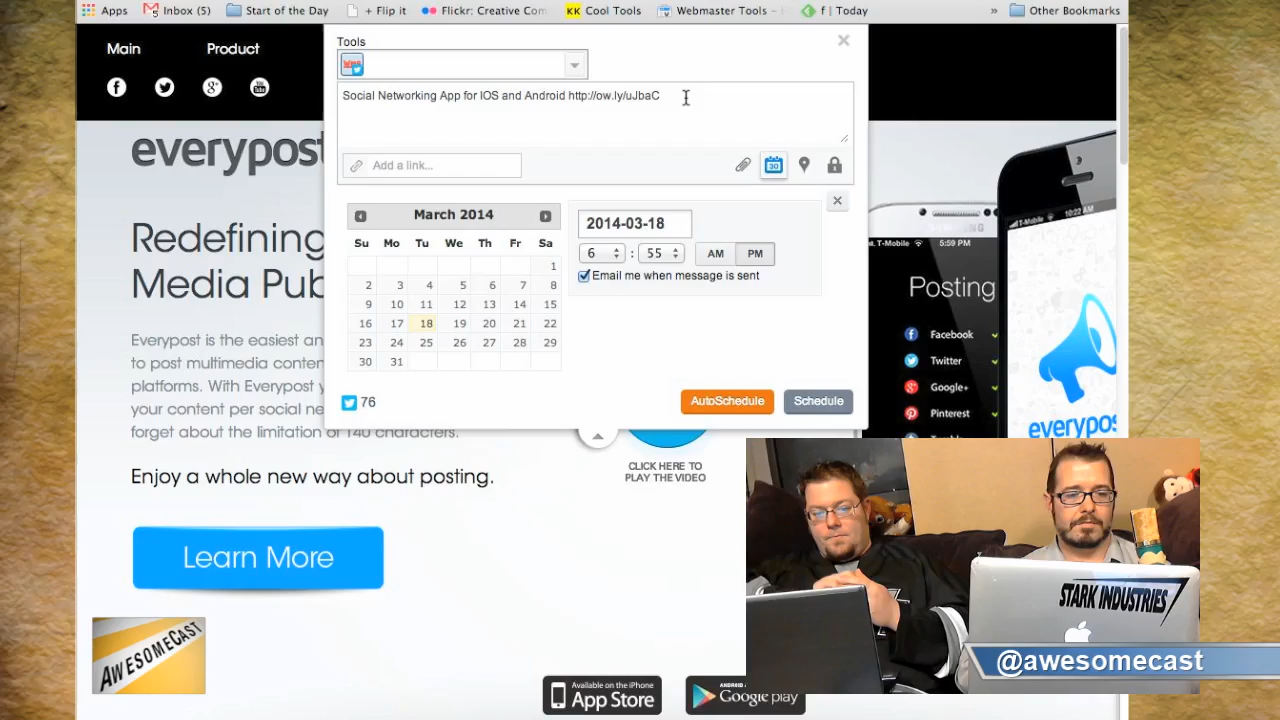 Apps Inbox (5) Start of the Day + Flip it Flickr: Creative Com KK Cool Tools Webmaster Tools - f | Today » Other Bookmarks
Main Product
Tools
Social Networking App for IOS and Android http://ow.ly/uJbaC
Add a link...
30
everypost
Redefining
Media Pub
Everypost is the easiest an
to post multimedia conten
platforms. With Everypost y
your content per social ne
forget about the limitation of 140 characters.
Enjoy a whole new way about posting.
Learn More
March 2014
Su Mo Tu We Th Fr Sa
1
2 3 4 5 6 7 8
9 10 11 12 13 14 15
16 17 18 19 20 21 22
23 24 25 26 27 28 29
30 31
2014-03-18
6 : 55 AM PM
Email me when message is sent
76
AutoSchedule Schedule
CLICK HERE TO
PLAY THE VIDEO
T-Mobile 10:22 AM
T-Mobile 5:59 PM
Posting
Facebook
Twitter
Google+
Pinterest
everypost
STARK INDUSTRIES
@awesomecast
AWESOMECAST
Available on the iPhone
App Store
Google play